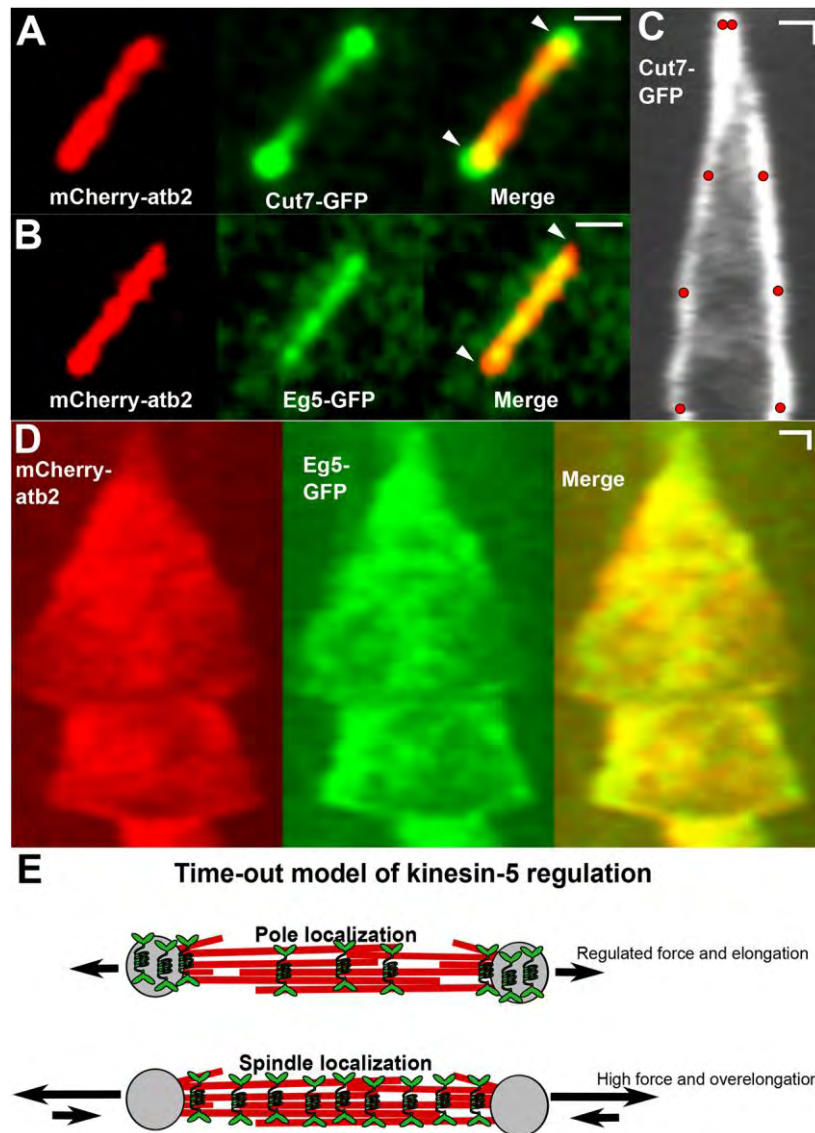 A
mCherry-atb2
Cut7-GFP
Merge
B
mCherry-atb2
Eg5-GFP
Merge
C
Cut7-
GFP
D
mCherry-
atb2
Eg5-
GFP
Merge
E
Time-out model of kinesin-5 regulation
Pole localization
Regulated force and elongation
Spindle localization
High force and overelongation